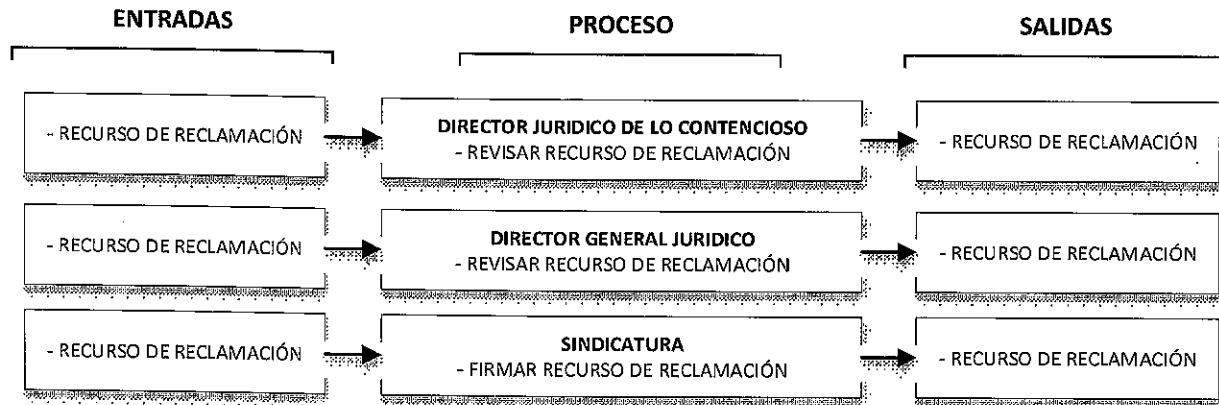 ENTRADAS
PROCESO
SALIDAS
- RECURSO DE RECLAMACIÓN
DIRECTOR JURIDICO DE LO CONTENCIOSO
- REVISAR RECURSO DE RECLAMACIÓN
- RECURSO DE RECLAMACIÓN
- RECURSO DE RECLAMACIÓN
DIRECTOR GENERAL JURIDICO
- REVISAR RECURSO DE RECLAMACIÓN
- RECURSO DE RECLAMACIÓN
- RECURSO DE RECLAMACIÓN
SINDICATURA
- FIRMAR RECURSO DE RECLAMACIÓN
- RECURSO DE RECLAMACIÓN